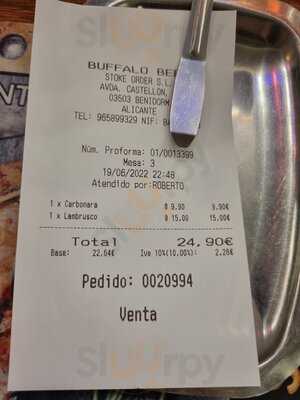 BUFFALO BE
STOKE ORDER S.L.
AVDA. CASTELLON,
03503 BENIDORM
ALICANTE
TEL: 965899329 NIF: B
Núm. Proforma: 01/0013399
Mesa: 3
19/06/2022 22:48
Atendido por:ROBERTO
1 x Carbonara @ 9.90 9.90€
1 x Lambrusco @ 15.00 15.00€
Total 24,90€
Base: 22.64€ Iva 10%(10.00%): 2.26€
Pedido: 0020994
Venta
Sluurpy